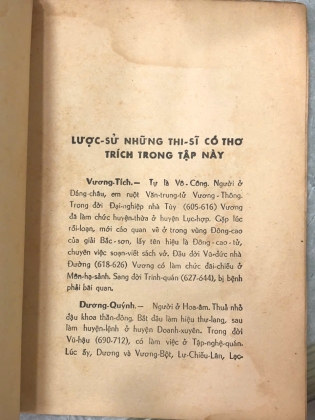 LƯỢC-SỬ NHỮNG THI-SĨ CÓ THƠ
TRÍCH TRONG TẬP NÀY
Vương-Tích.— Tự là Vô-Công. Người ở
Dáng-châu, em ruột Văn-trung-tử Vương-Thông.
Trong đời Đại-nghiệp nhà Tùy (605-616) Vương
đã làm chức huyện-thừa ở huyện Lục-hợp. Gặp lúc
rối-loạn, mới cáo quan về ở trong vùng Đông-cao
của giải Bắc-sơn, lấy tên hiệu là Đông-cao-tử,
chuyên việc soạn-viết sách vở. Đầu đời Vũ-đức nhà
Đường (618-626) Vương có làm chức đãi-chiếu ở
Môn-hạ-sảnh. Sang đời Trinh-quán (627-644), bị bệnh
phải bãi quan.
Dương-Quýnh.— Người ở Hoa-âm. Thuở nhỏ
đậu khoa thần-đồng. Bắt đầu làm hiệu thư-lang, sau
làm huyện-lệnh ở huyện Doanh-xuyên. Trong đời
Vũ-hậu (690-712), có làm việc ở Tập-nghệ-quán.
Lúc ấy, Dương và Vương-Bột, Lư-Chiếu-Lân, Lạc-